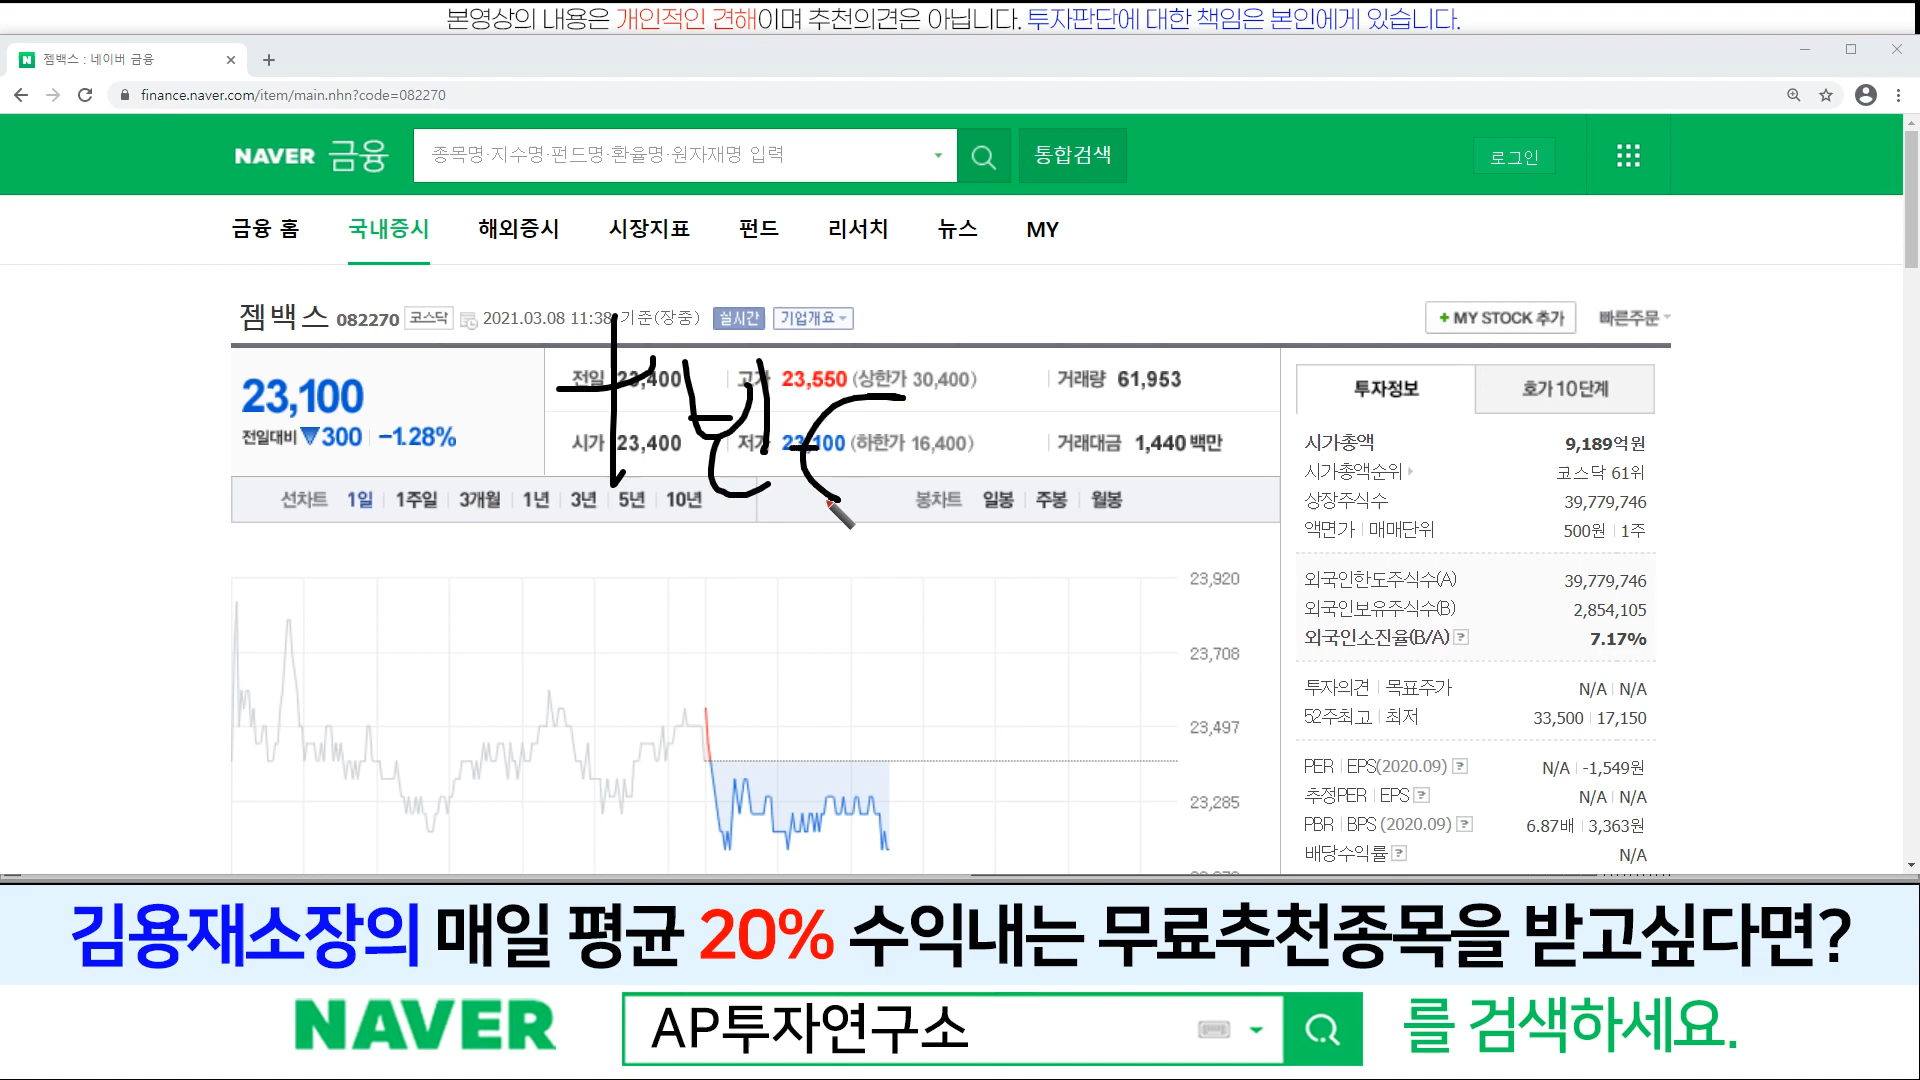 본영상의 내용은 개인적인 견해이며 추천의견은 아닙니다. 투자판단에 대한 책임은 본인에게 있습니다.
젬백스 : 네이버 금융
finance.naver.com/item/main.nhn?code=082270
NAVER 금융 종목명·지수명·펀드명·환율명·원자재명 입력 통합검색 로그인
금융 홈 국내증시 해외증시 시장지표 펀드 리서치 뉴스 MY
젬백스 082270 코스닥 2021.03.08 11:38 기준(장중) 실시간 기업개요 + MY STOCK 추가 빠른주문
23,100
전일대비 ▼300 -1.28%
전일 23,400 고가 23,550 (상한가 30,400) 거래량 61,953
시가 23,400 저가 23,100 (하한가 16,400) 거래대금 1,440 백만
선차트 1일 1주일 3개월 1년 3년 5년 10년 봉차트 일봉 주봉 월봉
23,920
23,708
23,497
23,285
투자정보 호가 10단계
시가총액 9,189억원
시가총액순위 코스닥 61위
상장주식수 39,779,746
액면가 매매단위 500원 1주
외국인한도주식수(A) 39,779,746
외국인보유주식수(B) 2,854,105
외국인소진율(B/A) ? 7.17%
투자의견 목표주가 N/A N/A
52주최고 최저 33,500 17,150
PER EPS(2020.09) ? N/A -1,549원
추정PER EPS ? N/A N/A
PBR BPS (2020.09) ? 6.87배 3,363원
배당수익률 ? N/A
김용재소장의 매일 평균 20% 수익내는 무료추천종목을 받고싶다면?
NAVER AP투자연구소 를 검색하세요.